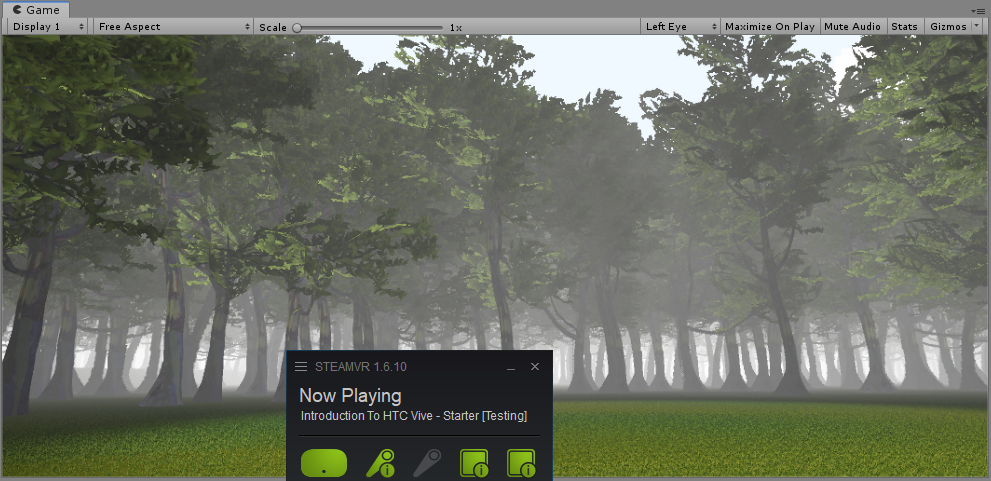 Game
Display 1 Free Aspect Scale 1x Left Eye Maximize On Play Mute Audio Stats Gizmos
STEAMVR 1.6.10
Now Playing
Introduction To HTC Vive - Starter [Testing]